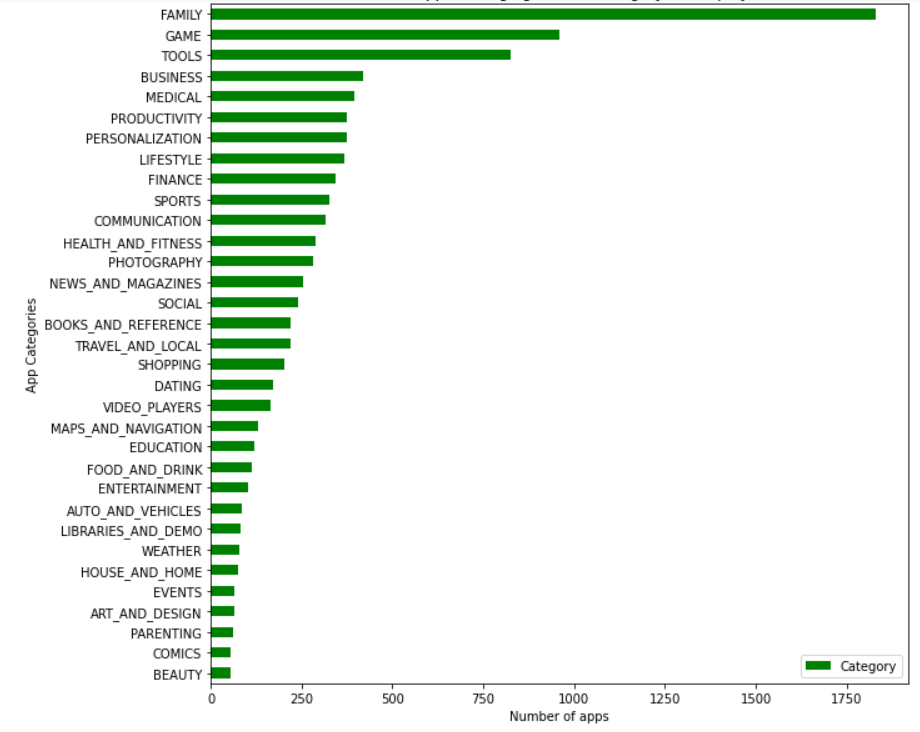 FAMILY
GAME
TOOLS
BUSINESS
MEDICAL
PRODUCTIVITY
PERSONALIZATION
LIFESTYLE
FINANCE
SPORTS
COMMUNICATION
HEALTH_AND_FITNESS
PHOTOGRAPHY
NEWS_AND_MAGAZINES
SOCIAL
BOOKS_AND_REFERENCE
TRAVEL_AND_LOCAL
SHOPPING
DATING
VIDEO_PLAYERS
MAPS_AND_NAVIGATION
EDUCATION
FOOD_AND_DRINK
ENTERTAINMENT
AUTO_AND_VEHICLES
LIBRARIES_AND_DEMO
WEATHER
HOUSE_AND_HOME
EVENTS
ART_AND_DESIGN
PARENTING
COMICS
BEAUTY
App Categories
Category
0 250 500 750 1000 1250 1500 1750
Number of apps